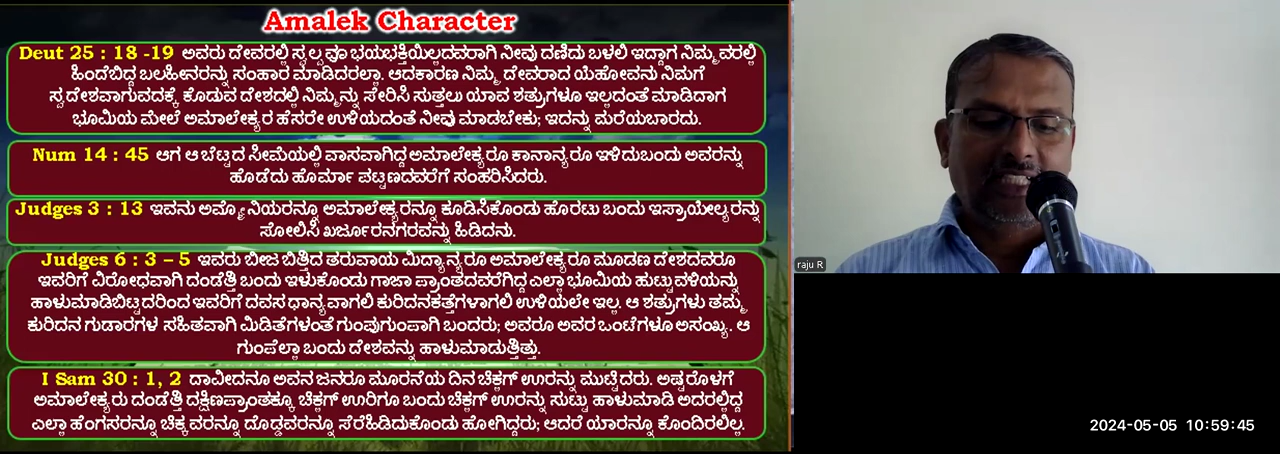 Amalek Character
Deut 25 : 18 -19 ಅವರು ದೇವರಲ್ಲಿ ಸ್ವಲ್ಪವೂ ಭಯಭಕ್ತಿಯಿಲ್ಲದವರಾಗಿ ನೀವು ದಣಿದು ಬಳಲಿ ಇದ್ದಾಗ ನಿಮ್ಮವರಲ್ಲಿ
ಹಿಂದೆಬಿದ್ದ ಬಲಹೀನರನ್ನು ಸಂಹಾರ ಮಾಡಿದರಲ್ಲಾ. ಆದಕಾರಣ ನಿಮ್ಮ ದೇವರಾದ ಯೆಹೋವನು ನಿಮಗೆ
ಸ್ವದೇಶವಾಗುವದಕ್ಕೆ ಕೊಡುವ ದೇಶದಲ್ಲಿ ನಿಮ್ಮನ್ನು ಸೇರಿಸಿ ಸುತ್ತಲು ಯಾವ ಶತ್ರುಗಳೂ ಇಲ್ಲದಂತೆ ಮಾಡಿದಾಗ
ಭೂಮಿಯ ಮೇಲೆ ಅಮಾಲೇಕ್ಯರ ಹೆಸರೇ ಉಳಿಯದಂತೆ ನೀವು ಮಾಡಬೇಕು; ಇದನ್ನು ಮರೆಯಬಾರದು.
Num 14 : 45 ಆಗ ಆ ಬೆಟ್ಟದ ಸೀಮೆಯಲ್ಲಿ ವಾಸವಾಗಿದ್ದ ಅಮಾಲೇಕ್ಯರೂ ಕಾನಾನ್ಯರೂ ಇಳಿದುಬಂದು ಅವರನ್ನು
ಹೊಡೆದು ಹೊರ್ಮಾ ಪಟ್ಟಣದವರೆಗೆ ಸಂಹರಿಸಿದರು.
Judges 3 : 13 ಇವನು ಅಮ್ಮೋನಿಯರನ್ನೂ ಅಮಾಲೇಕ್ಯರನ್ನೂ ಕೂಡಿಸಿಕೊಂಡು ಹೊರಟು ಬಂದು ಇಸ್ರಾಯೇಲ್ಯರನ್ನು
ಸೋಲಿಸಿ ಖರ್ಜೂರನಗರವನ್ನು ಹಿಡಿದನು.
Judges 6 : 3 – 5 ಇವರು ಬೀಜ ಬಿತ್ತಿದ ತರುವಾಯ ಮಿದ್ಯಾನ್ಯರೂ ಅಮಾಲೇಕ್ಯರೂ ಮೂಡಣ ದೇಶದವರೂ
ಇವರಿಗೆ ವಿರೋಧವಾಗಿ ದಂಡೆತ್ತಿ ಬಂದು ಇಳುಕೊಂಡು ಗಾಜಾ ಪ್ರಾಂತದವರೆಗಿದ್ದ ಎಲ್ಲಾ ಭೂಮಿಯ ಹುಟ್ಟುವಳಿಯನ್ನು
ಹಾಳುಮಾಡಿಬಿಟ್ಟದರಿಂದ ಇವರಿಗೆ ದವಸಧಾನ್ಯವಾಗಲಿ ಕುರಿದನಕತ್ತೆಗಳಾಗಲಿ ಉಳಿಯಲೇ ಇಲ್ಲ. ಆ ಶತ್ರುಗಳು ತಮ್ಮ
ಕುರಿದನ ಗುಡಾರಗಳ ಸಹಿತವಾಗಿ ಮಿಡಿತೆಗಳಂತೆ ಗುಂಪುಗುಂಪಾಗಿ ಬಂದರು; ಅವರೂ ಅವರ ಒಂಟೆಗಳೂ ಅಸಂಖ್ಯ. ಆ
ಗುಂಪೆಲ್ಲಾ ಬಂದು ದೇಶವನ್ನು ಹಾಳುಮಾಡುತ್ತಿತ್ತು.
I Sam 30 : 1, 2 ದಾವೀದನೂ ಅವನ ಜನರೂ ಮೂರನೆಯ ದಿನ ಚಿಕ್ಲಗ್ ಊರನ್ನು ಮುಟ್ಟಿದರು. ಅಷ್ಟರೊಳಗೆ
ಅಮಾಲೇಕ್ಯರು ದಂಡೆತ್ತಿ ದಕ್ಷಿಣಪ್ರಾಂತಕ್ಕೂ ಚಿಕ್ಲಗ್ ಊರಿಗೂ ಬಂದು ಚಿಕ್ಲಗ್ ಊರನ್ನು ಸುಟ್ಟು ಹಾಳುಮಾಡಿ ಅದರಲ್ಲಿದ್ದ
ಎಲ್ಲಾ ಹೆಂಗಸರನ್ನೂ ಚಿಕ್ಕವರನ್ನೂ ದೊಡ್ಡವರನ್ನೂ ಸೆರೆಹಿಡಿದುಕೊಂಡು ಹೋಗಿದ್ದರು; ಆದರೆ ಯಾರನ್ನೂ ಕೊಂದಿರಲಿಲ್ಲ.
raju R
2024-05-05 10:59:45